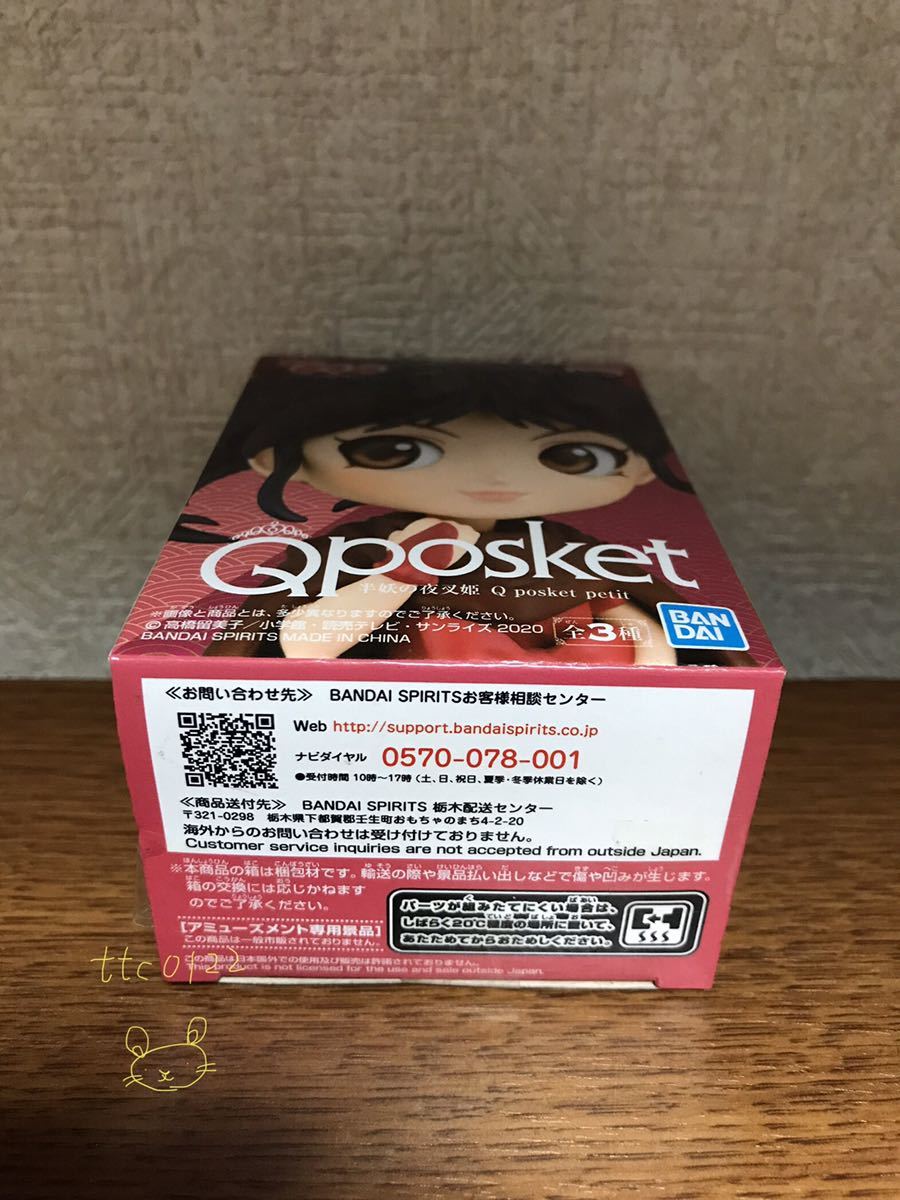 Qposket
半妖の夜叉姫 Q posket petit
※画像と商品とは、多少異なりますのでご了承ください。
© 高橋留美子／小学館・読売テレビ・サンライズ 2020
BANDAI SPIRITS MADE IN CHINA
全3種
BAN
DAI
≪お問い合わせ先≫ BANDAI SPIRITSお客様相談センター
Web http://support.bandaispirits.co.jp
ナビダイヤル 0570-078-001
●受付時間 10時～17時（土、日、祝日、夏季・冬季休業日を除く）
≪商品送付先≫ BANDAI SPIRITS 栃木配送センター
〒321-0298 栃木県下都賀郡壬生町おもちゃのまち4-2-20
海外からのお問い合わせは受け付けておりません。
Customer service inquiries are not accepted from outside Japan.
※本商品の箱は梱包材です。輸送の際や景品払い出しなどで傷や凹みが生じます。
箱の交換には応じかねます
のでご了承ください。
パーツが組みたてにくい場合は、
しばらく20℃程度の場所に置いて、
あたためてからおためしください。
［アミューズメント専用景品］
この商品は一般市販されておりません。
この商品は日本国外での使用及び販売は許諾されておりません。
This product is not licensed for the use and sale outside Japan.
ttc0122